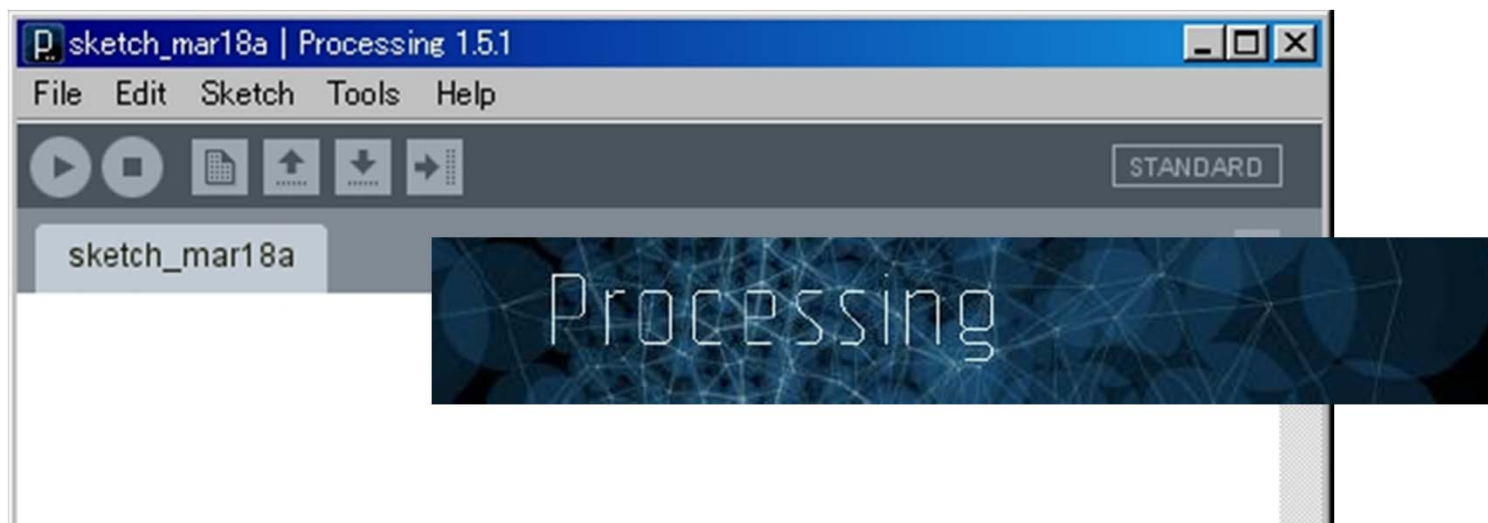 sketch_mar18a | Processing 1.5.1
File Edit Sketch Tools Help
STANDARD
sketch_mar18a
Processing